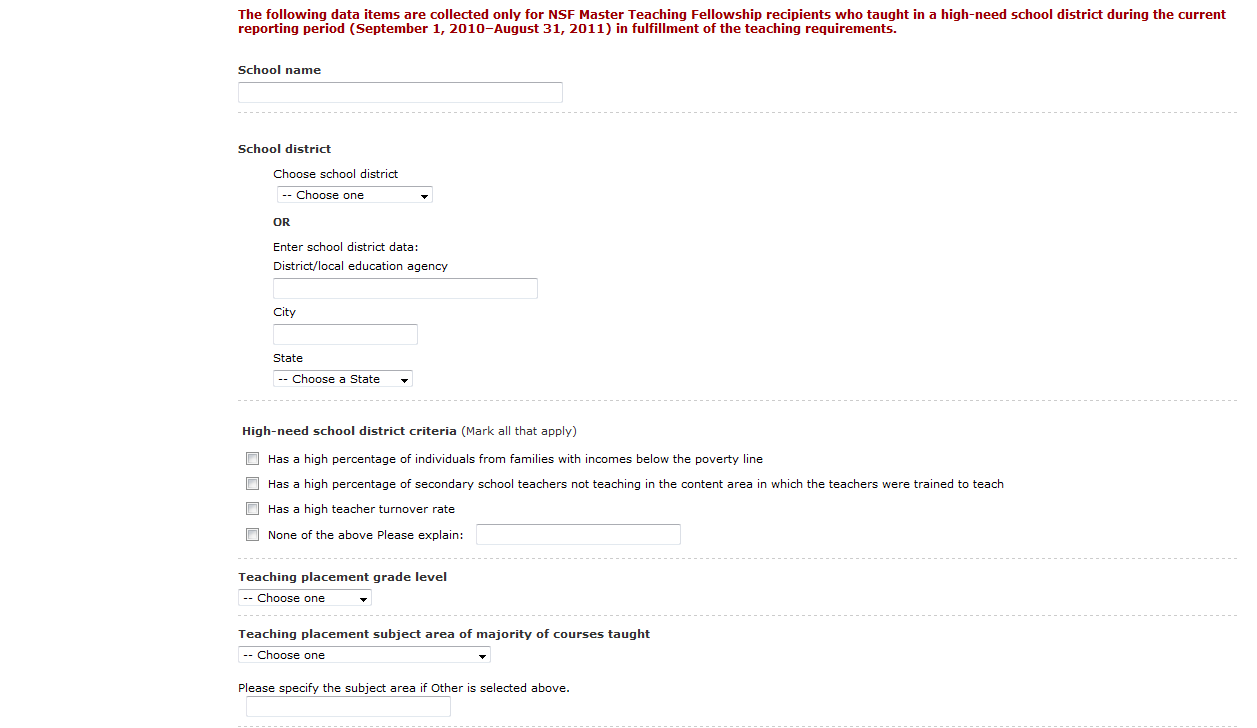 The following data items are collected only for NSF Master Teaching Fellowship recipients who taught in a high-need school district during the current
reporting period (September 1, 2010–August 31, 2011) in fulfillment of the teaching requirements.
School name
School district
Choose school district
-- Choose one
OR
Enter school district data:
District/local education agency
City
State
-- Choose a State
High-need school district criteria (Mark all that apply)
Has a high percentage of individuals from families with incomes below the poverty line
Has a high percentage of secondary school teachers not teaching in the content area in which the teachers were trained to teach
Has a high teacher turnover rate
None of the above Please explain:
Teaching placement grade level
-- Choose one
Teaching placement subject area of majority of courses taught
-- Choose one
Please specify the subject area if Other is selected above.